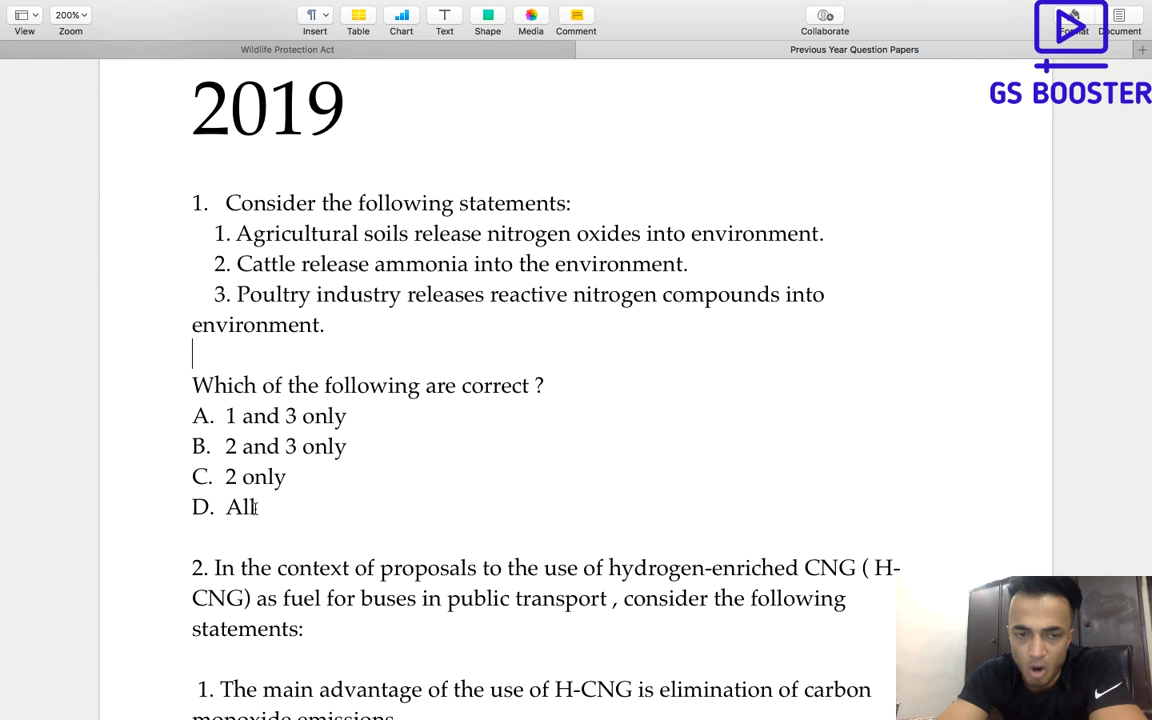 View
200%
Zoom
Insert
Table
Chart
Text
Shape
Media
Comment
Collaborate
Format
Document
Wildlife Protection Act
Previous Year Question Papers
GS BOOSTER
2019
1. Consider the following statements:
1. Agricultural soils release nitrogen oxides into environment.
2. Cattle release ammonia into the environment.
3. Poultry industry releases reactive nitrogen compounds into
environment.
Which of the following are correct ?
A. 1 and 3 only
B. 2 and 3 only
C. 2 only
D. All
2. In the context of proposals to the use of hydrogen-enriched CNG ( H-
CNG) as fuel for buses in public transport , consider the following
statements:
1. The main advantage of the use of H-CNG is elimination of carbon
monoxide emissions